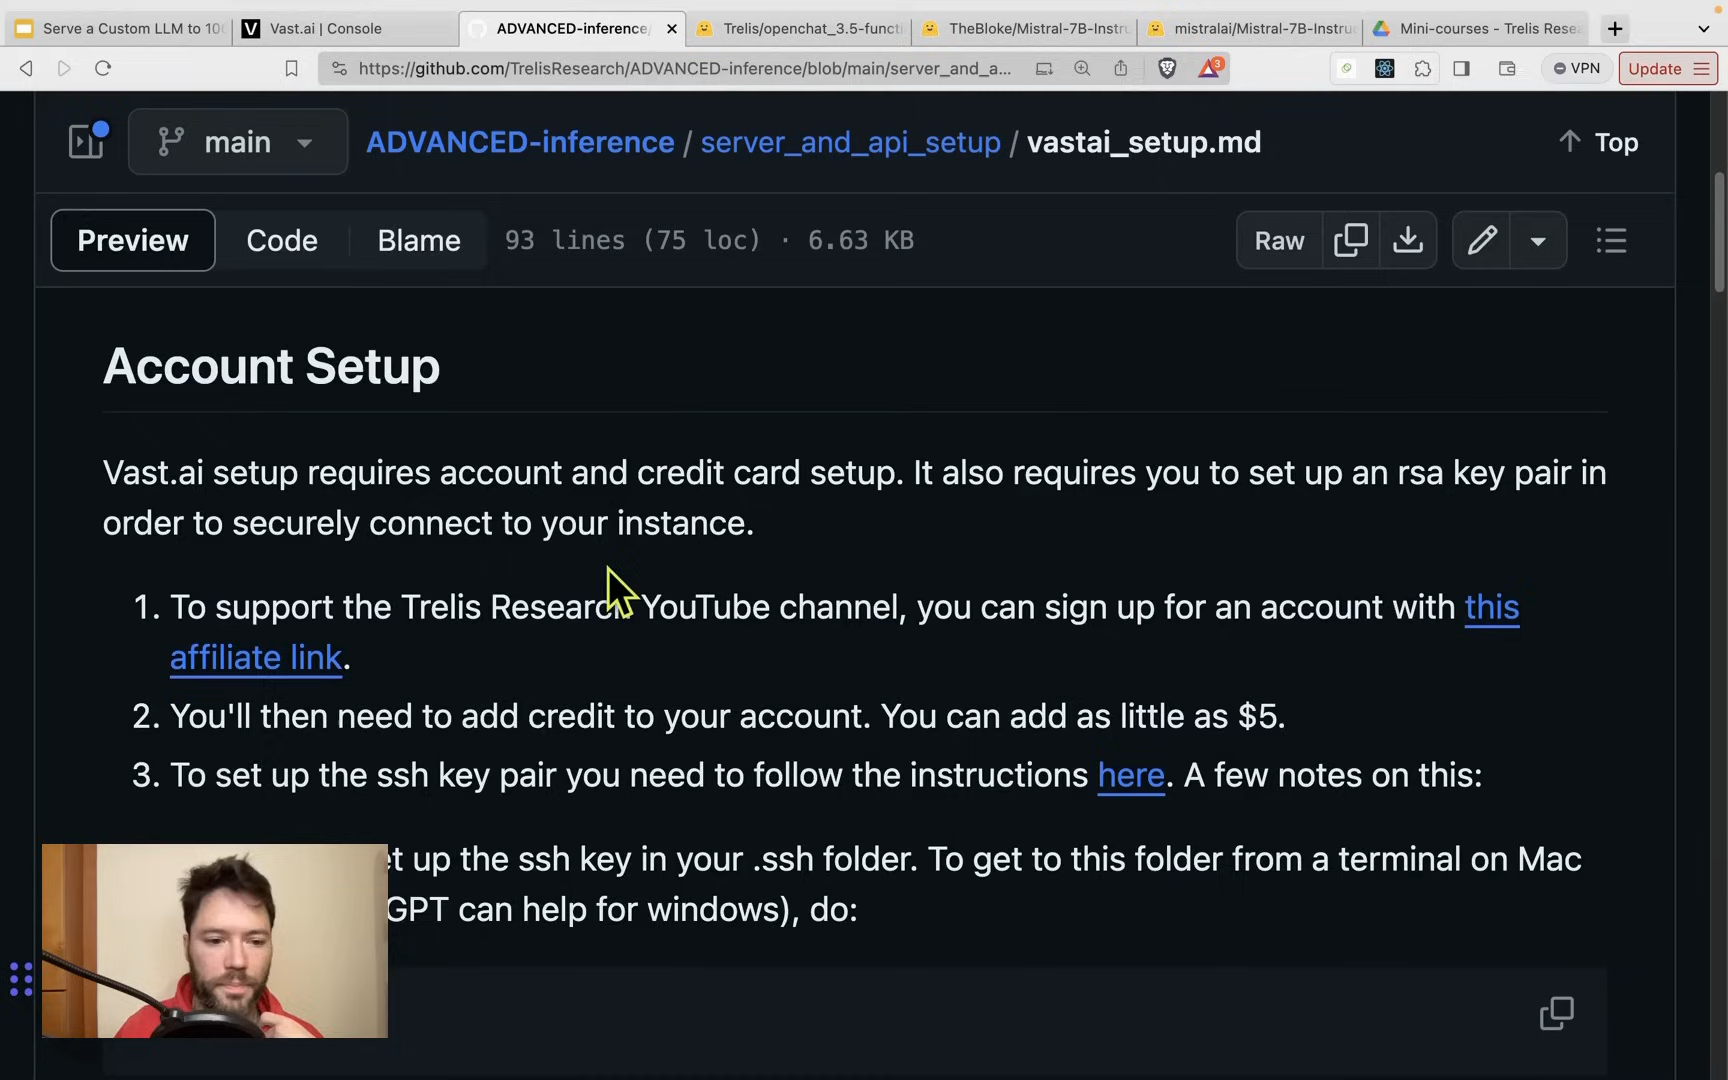 Serve a Custom LLM to 10
Vast.ai | Console
ADVANCED-inference/
Trelis/openchat_3.5-functi
TheBloke/Mistral-7B-Instru
mistralai/Mistral-7B-Instruc
Mini-courses - Trelis Resea
https://github.com/TrelisResearch/ADVANCED-inference/blob/main/server_and_a...
3
VPN
Update
main
ADVANCED-inference / server_and_api_setup / vastai_setup.md
Top
Preview
Code
Blame
93 lines (75 loc) · 6.63 KB
Raw
Account Setup
Vast.ai setup requires account and credit card setup. It also requires you to set up an rsa key pair in
order to securely connect to your instance.
1. To support the Trelis Research YouTube channel, you can sign up for an account with this
affiliate link.
2. You'll then need to add credit to your account. You can add as little as $5.
3. To set up the ssh key pair you need to follow the instructions here. A few notes on this:
up the ssh key in your .ssh folder. To get to this folder from a terminal on Mac
GPT can help for windows), do: